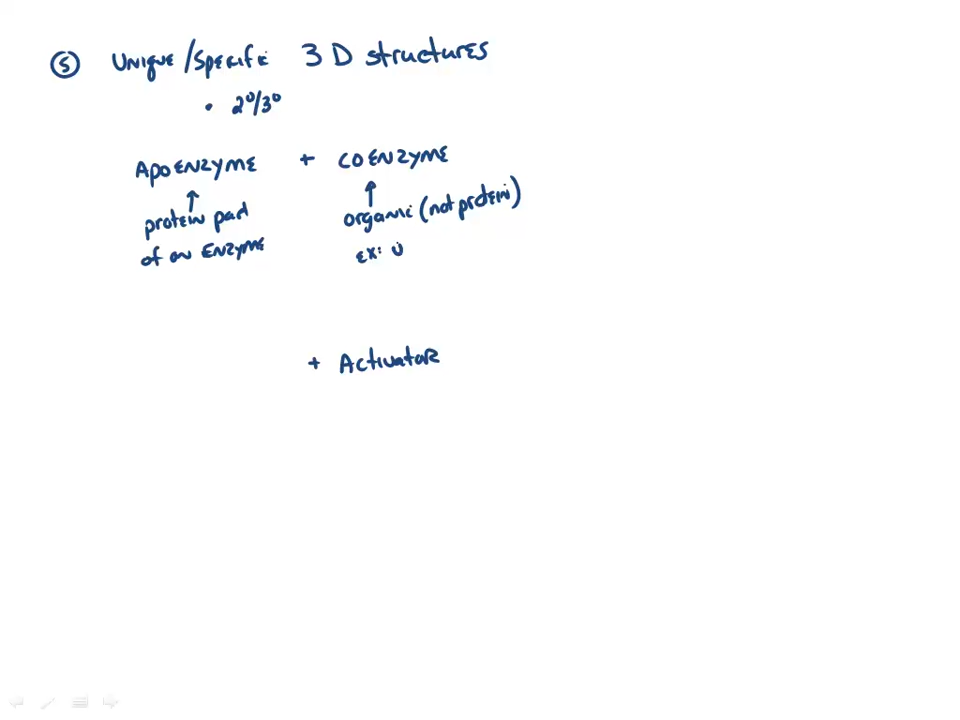 ⑤ Unique/Specific 3 D structures
• 2°/3°
Apoenzyme + Coenzyme
protein part
of an Enzyme
organic (not protein)
ex: v
+ Activator